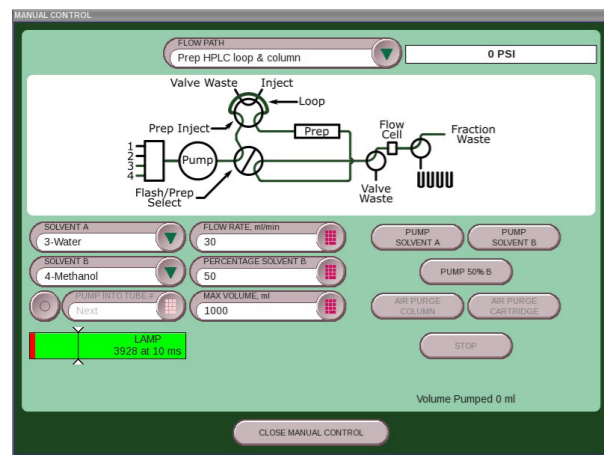 MANUAL CONTROL
FLOW PATH
Prep HPLC loop & column
0 PSI
Valve Waste
Inject
Loop
Prep Inject
Prep
Flow
Cell
Fraction
Waste
1
2
3
4
Pump
Flash/Prep
Select
Valve
Waste
SOLVENT A
3-Water
FLOW RATE, ml/min
30
PUMP
SOLVENT A
PUMP
SOLVENT B
SOLVENT B
4-Methanol
PERCENTAGE SOLVENT B
50
PUMP 50% B
PUMP INTO TUBE #
Next
MAX VOLUME, ml
1000
AIR PURGE
COLUMN
AIR PURGE
CARTRIDGE
LAMP
3928 at 10 ms
STOP
Volume Pumped 0 ml
CLOSE MANUAL CONTROL